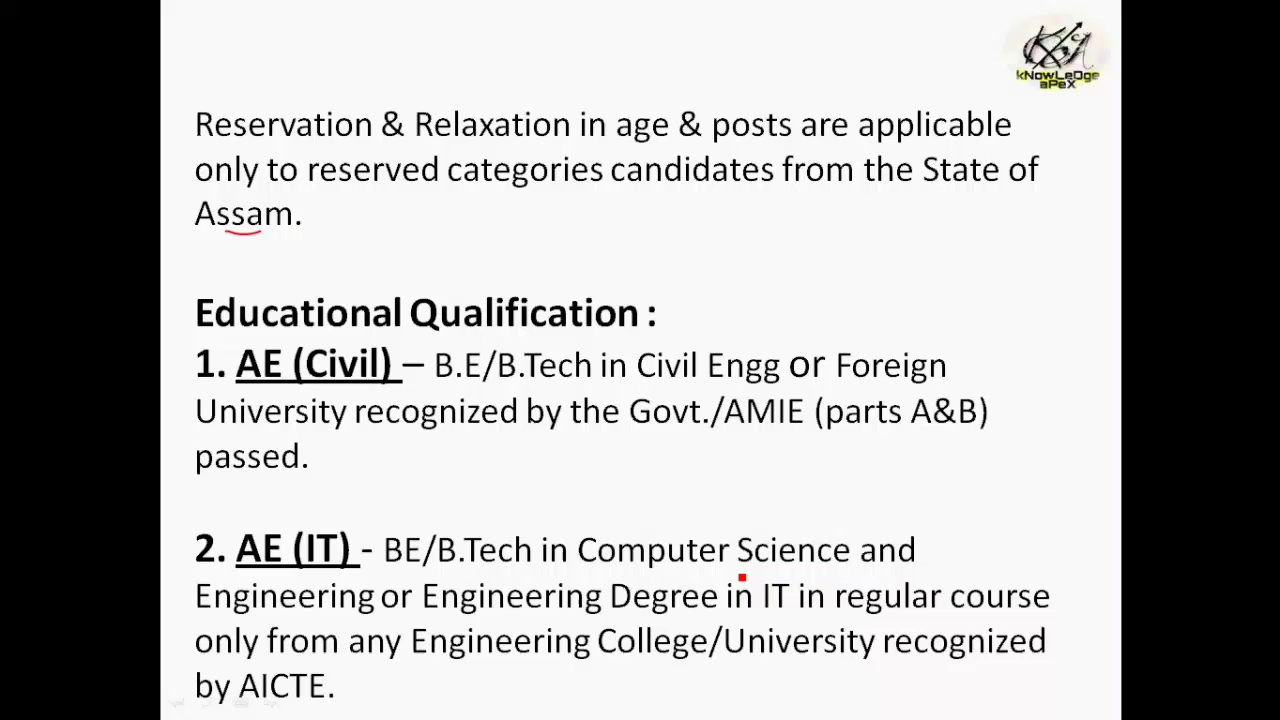 kNowLeDge
aPeX
Reservation & Relaxation in age & posts are applicable
only to reserved categories candidates from the State of
Assam.
Educational Qualification :
1. AE (Civil) – B.E/B.Tech in Civil Engg or Foreign
University recognized by the Govt./AMIE (parts A&B)
passed.
2. AE (IT) - BE/B.Tech in Computer Science and
Engineering or Engineering Degree in IT in regular course
only from any Engineering College/University recognized
by AICTE.